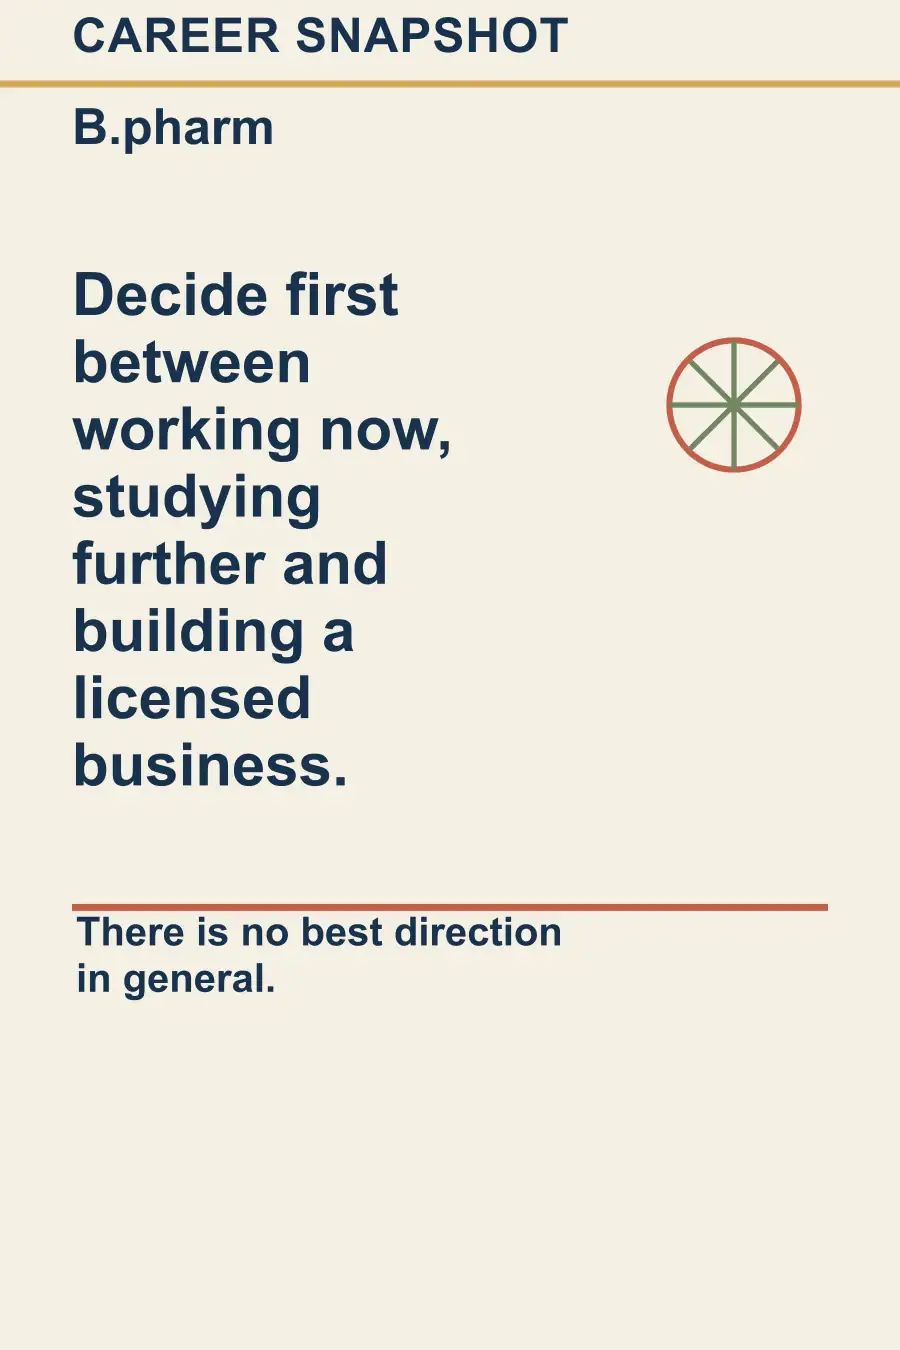 CAREER SNAPSHOT
B.pharm
Decide first
between
working now,
studying
further and
building a
licensed
business.
There is no best direction
in general.